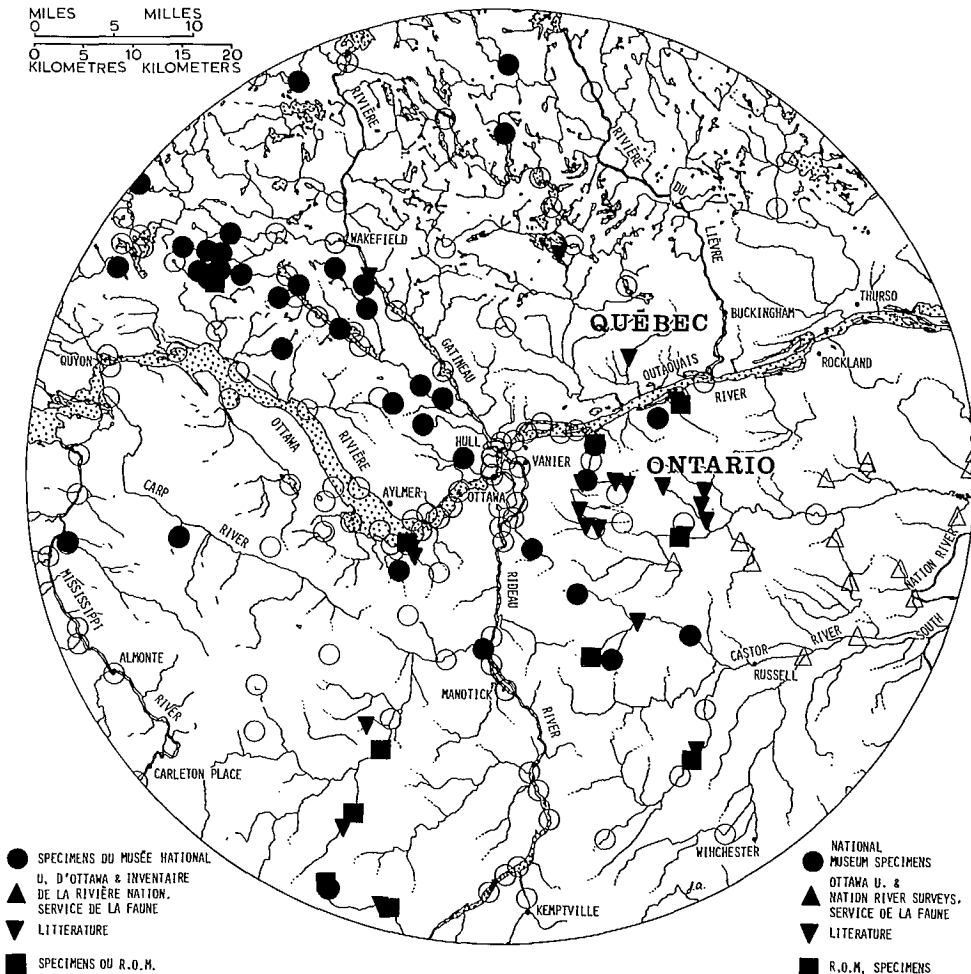 MILES MILLES
0 5 10
0 5 10 15 20
KILOMÈTRES KILOMETERS
RIVIÈRE
RIVIÈRE
DU
LIÈVRE
WAKEFIELD
THURSO
BUCKINGHAM
QUÉBEC
GATINEAU
ROCKLAND
OUTAOUAIS
RIVER
QUYON
OTTAWA
RIVIÈRE
HULL
VANIER
ONTARIO
CARP
RIVER
AYLMER
OTTAWA
NATION RIVER
SOUTH
MISSISSIPPI
RIVER
RIDEAU
RIVER
CASTOR
RIVER
RUSSELL
ALMONTE
MANOTICK
CARLETON PLACE
WINCHESTER
KEMPTVILLE
J.a.
SPECIMENS DU MUSÉE NATIONAL
U. D'OTTAWA & INVENTAIRE
DE LA RIVIÈRE NATION.
SERVICE DE LA FAUNE
LITTÉRATURE
SPECIMENS OU R.O.M.
NATIONAL
MUSEUM SPECIMENS
OTTAWA U. &
NATION RIVER SURVEYS.
SERVICE DE LA FAUNE
LITERATURE
R.O.M. SPECIMENS